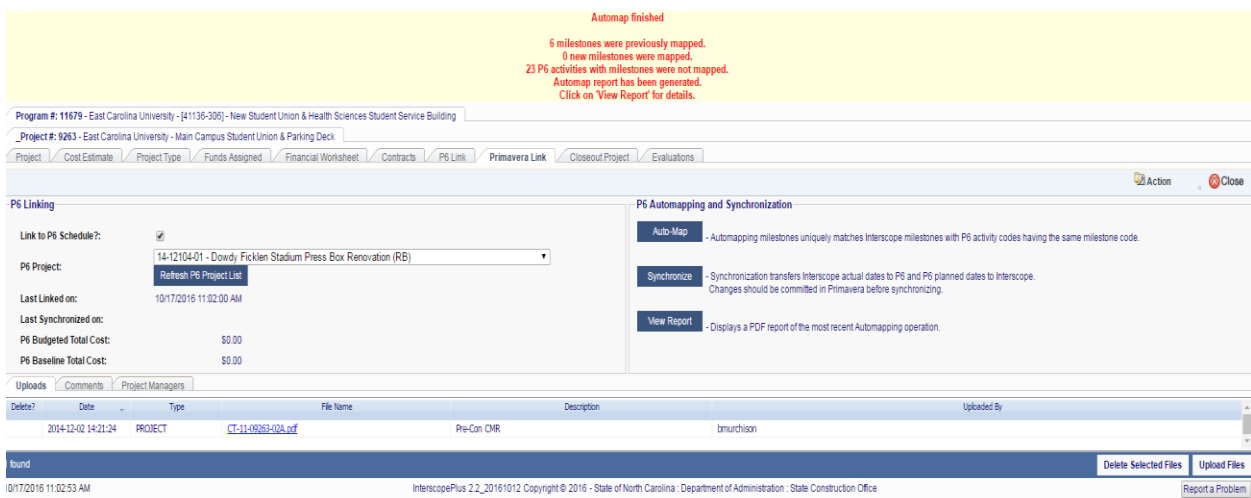 Automap finished
6 milestones were previously mapped.
0 new milestones were mapped.
23 P6 activities with milestones were not mapped.
Automap report has been generated.
Click on 'View Report' for details.
Program #: 11679 - East Carolina University - [41136-306] - New Student Union & Health Sciences Student Service Building
_Project #: 9263 - East Carolina University - Main Campus Student Union & Parking Deck
Project Cost Estimate Project Type Funds Assigned Financial Worksheet Contracts P6 Link Primavera Link Closeout Project Evaluations
Action Close
P6 Linking
Link to P6 Schedule?:
P6 Project: 14-12104-01 - Dowdy Ficklen Stadium Press Box Renovation (RB)
Refresh P6 Project List
Last Linked on: 10/17/2016 11:02:00 AM
Last Synchronized on:
P6 Budgeted Total Cost: $0.00
P6 Baseline Total Cost: $0.00
P6 Automapping and Synchronization
Auto-Map - Automapping milestones uniquely matches Interscope milestones with P6 activity codes having the same milestone code.
Synchronize - Synchronization transfers Interscope actual dates to P6 and P6 planned dates to Interscope.
Changes should be committed in Primavera before synchronizing.
View Report - Displays a PDF report of the most recent Automapping operation.
Uploads Comments Project Managers
Delete? Date Type File Name Description Uploaded By
2014-12-02 14:21:24 PROJECT CT-11-09263-02A.pdf Pre-Con CMR bmurchison
found
Delete Selected Files Upload Files
0/17/2016 11:02:53 AM InterscopePlus 2.2_20161012 Copyright © 2016 - State of North Carolina : Department of Administration : State Construction Office Report a Problem